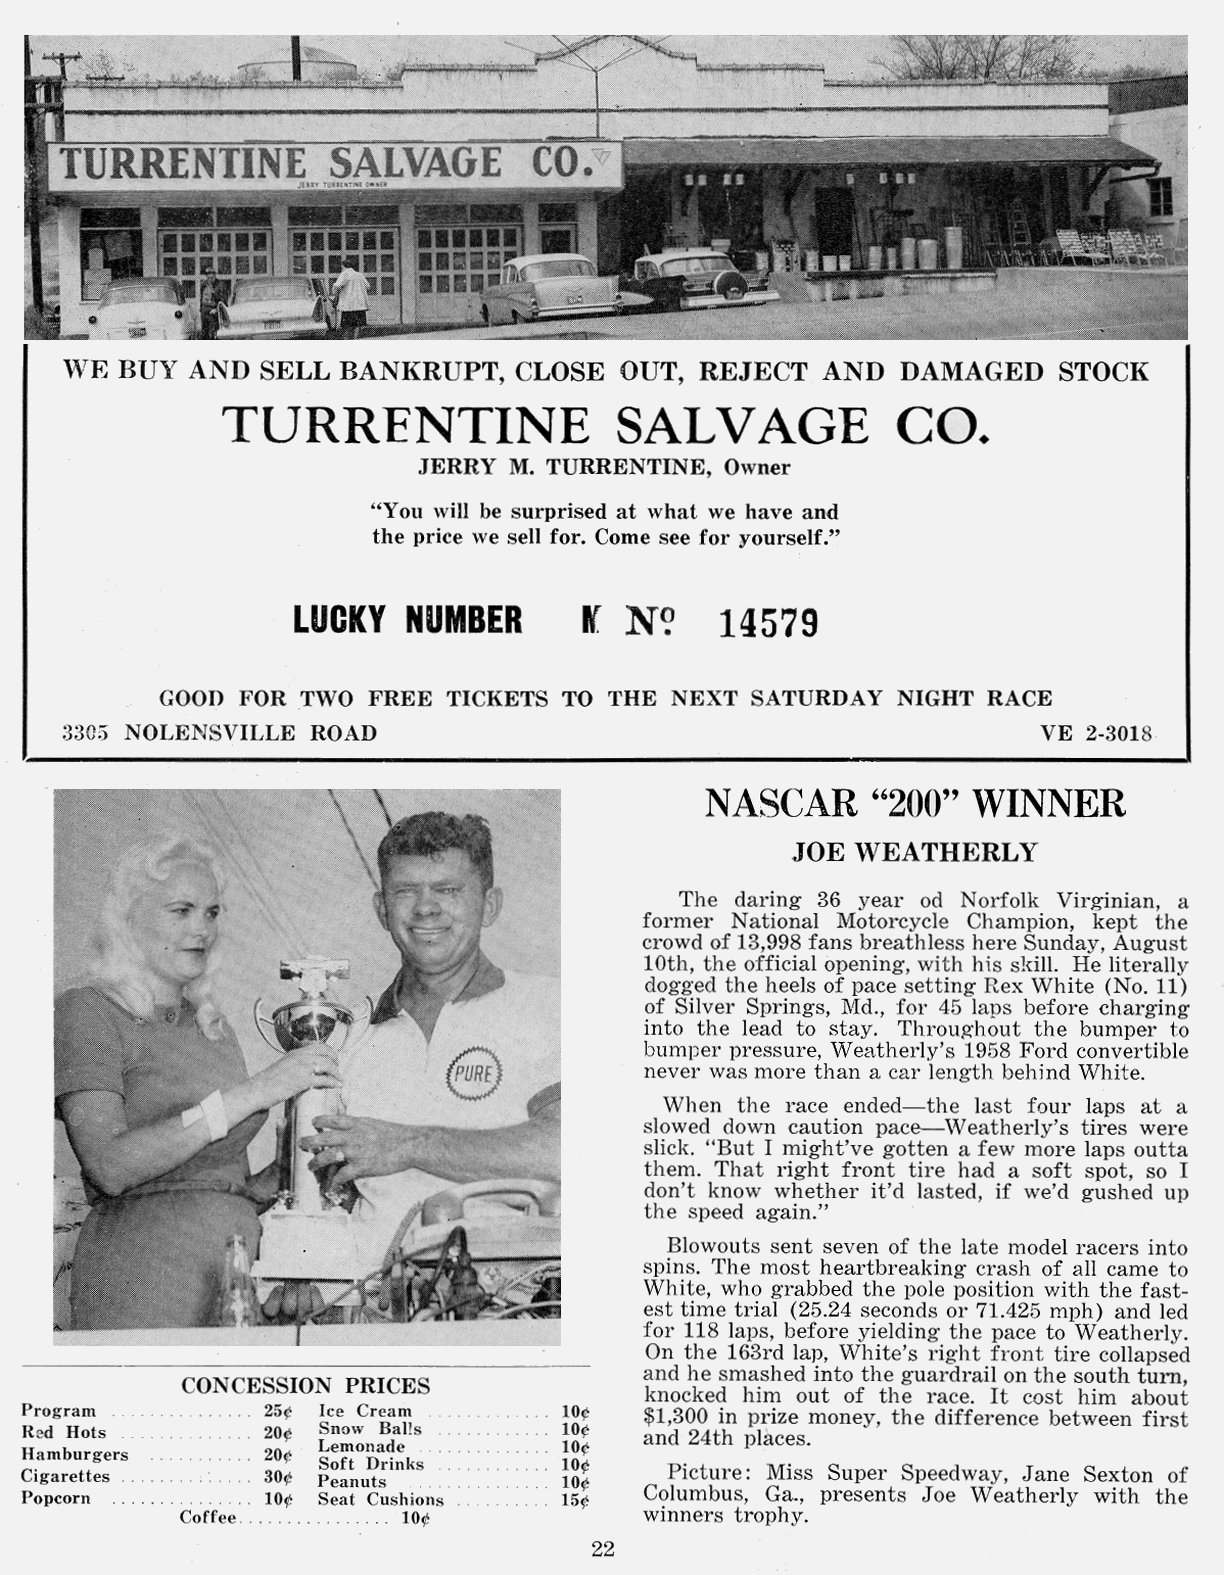 TURRENTINE SALVAGE CO.
JERRY TURRENTINE OWNER
WE BUY AND SELL BANKRUPT, CLOSE OUT, REJECT AND DAMAGED STOCK
TURRENTINE SALVAGE CO.
JERRY M. TURRENTINE, Owner
“You will be surprised at what we have and
the price we sell for. Come see for yourself.”
LUCKY NUMBER K Nº 14579
GOOD FOR TWO FREE TICKETS TO THE NEXT SATURDAY NIGHT RACE
3305 NOLENSVILLE ROAD VE 2-3018
PURE
CONCESSION PRICES
Program . . . . . . . . . . . . 25¢
Red Hots . . . . . . . . . . . 20¢
Hamburgers . . . . . . . . . 20¢
Cigarettes . . . . . . . . . . . 30¢
Popcorn . . . . . . . . . . . . 10¢
Ice Cream . . . . . . . . . . . 10¢
Snow Balls . . . . . . . . . . 10¢
Lemonade . . . . . . . . . . . 10¢
Soft Drinks . . . . . . . . . . 10¢
Peanuts . . . . . . . . . . . . . 10¢
Seat Cushions . . . . . . . . 15¢
Coffee. . . . . . . . . . . . . . . . 10¢
NASCAR “200” WINNER
JOE WEATHERLY
The daring 36 year od Norfolk Virginian, a
former National Motorcycle Champion, kept the
crowd of 13,998 fans breathless here Sunday, August
10th, the official opening, with his skill. He literally
dogged the heels of pace setting Rex White (No. 11)
of Silver Springs, Md., for 45 laps before charging
into the lead to stay. Throughout the bumper to
bumper pressure, Weatherly's 1958 Ford convertible
never was more than a car length behind White.
When the race ended—the last four laps at a
slowed down caution pace—Weatherly's tires were
slick. “But I might've gotten a few more laps outta
them. That right front tire had a soft spot, so I
don't know whether it'd lasted, if we'd gushed up
the speed again.”
Blowouts sent seven of the late model racers into
spins. The most heartbreaking crash of all came to
White, who grabbed the pole position with the fast-
est time trial (25.24 seconds or 71.425 mph) and led
for 118 laps, before yielding the pace to Weatherly.
On the 163rd lap, White's right front tire collapsed
and he smashed into the guardrail on the south turn,
knocked him out of the race. It cost him about
$1,300 in prize money, the difference between first
and 24th places.
Picture: Miss Super Speedway, Jane Sexton of
Columbus, Ga., presents Joe Weatherly with the
winners trophy.
22